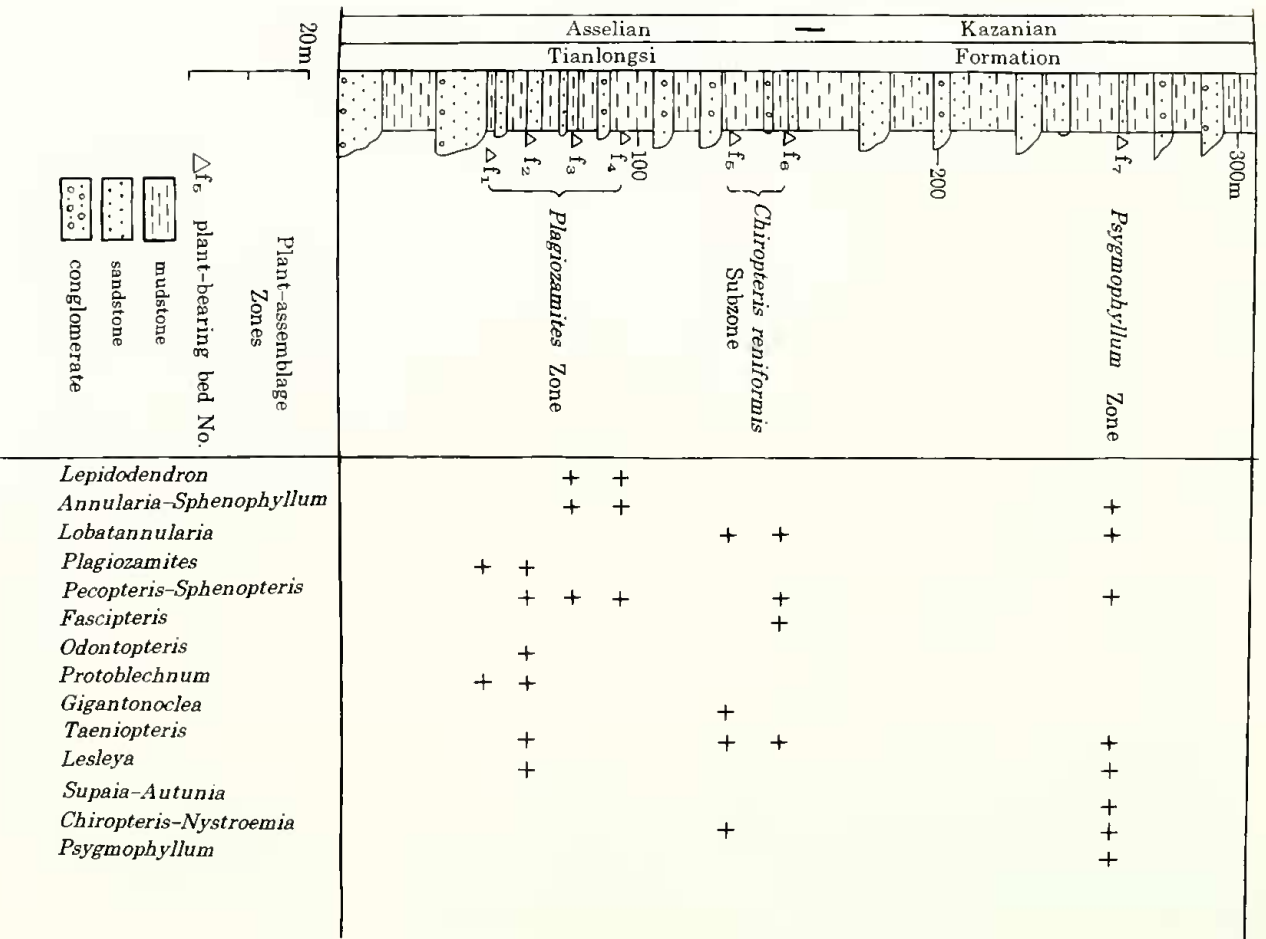 Asselian — Kazanian
Tianlongsi Formation
20m
100
200
300m
△f₁
△f₂
△f₃
△f₄
△f₅
△f₆
△f₇
Plagiozamites Zone
Chiropteris reniformis
Subzone
Psygmophyllum Zone
Plant-assemblage
Zones
△f₅ plant-bearing bed No.
mudstone
sandstone
conglomerate
Lepidodendron
Annularia-Sphenophyllum
Lobatannularia
Plagiozamites
Pecopteris-Sphenopteris
Fascipteris
Odontopteris
Protoblechnum
Gigantonoclea
Taeniopteris
Lesleya
Supaia-Autunia
Chiropteris-Nystroemia
Psygmophyllum